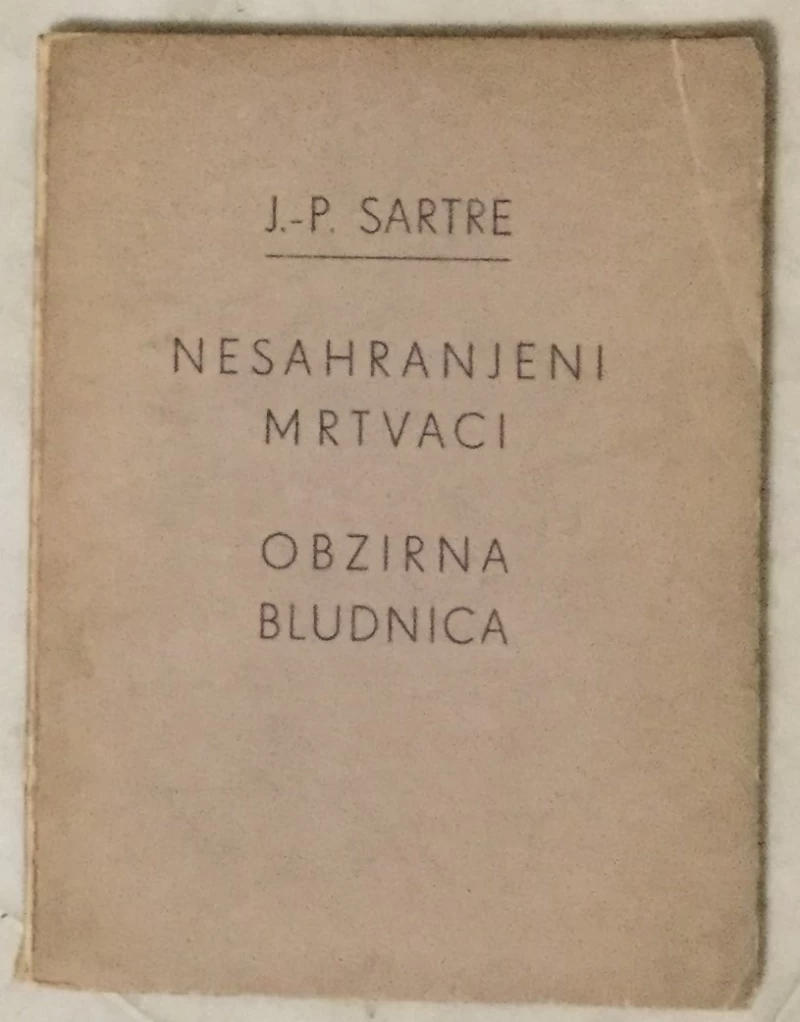 J.-P. SARTRE
NESAHRANJENI
MRTVACI
OBZIRNA
BLUDNICA